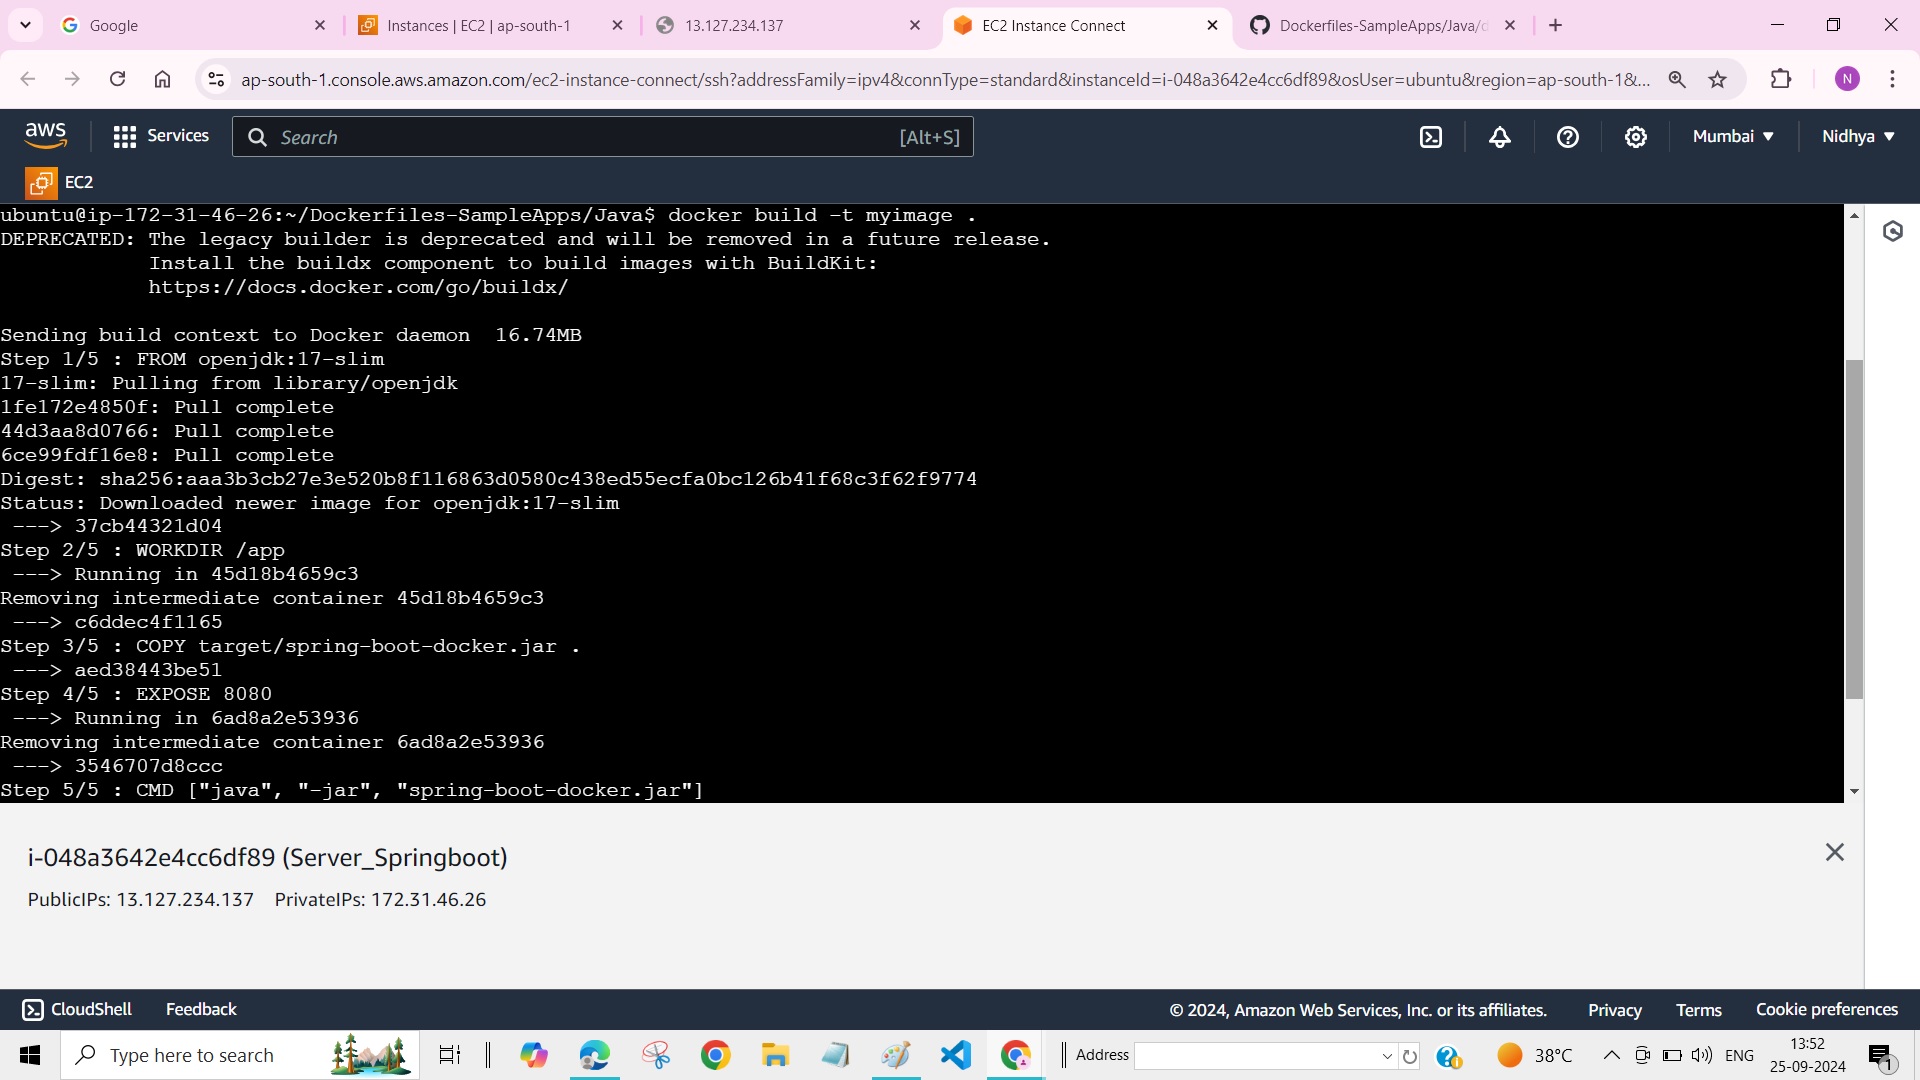 Google
Instances | EC2 | ap-south-1
13.127.234.137
EC2 Instance Connect
Dockerfiles-SampleApps/Java/d
ap-south-1.console.aws.amazon.com/ec2-instance-connect/ssh?addressFamily=ipv4&connType=standard&instanceId=i-048a3642e4cc6df89&osUser=ubuntu&region=ap-south-1&...
N
aws
Services
Search
[Alt+S]
Mumbai
Nidhya
EC2
ubuntu@ip-172-31-46-26:~/Dockerfiles-SampleApps/Java$ docker build -t myimage .
DEPRECATED: The legacy builder is deprecated and will be removed in a future release.
Install the buildx component to build images with BuildKit:
https://docs.docker.com/go/buildx/
Sending build context to Docker daemon  16.74MB
Step 1/5 : FROM openjdk:17-slim
17-slim: Pulling from library/openjdk
1fe172e4850f: Pull complete
44d3aa8d0766: Pull complete
6ce99fdf16e8: Pull complete
Digest: sha256:aaa3b3cb27e3e520b8f116863d0580c438ed55ecfa0bc126b41f68c3f62f9774
Status: Downloaded newer image for openjdk:17-slim
---> 37cb44321d04
Step 2/5 : WORKDIR /app
---> Running in 45d18b4659c3
Removing intermediate container 45d18b4659c3
---> c6ddec4f1165
Step 3/5 : COPY target/spring-boot-docker.jar .
---> aed38443be51
Step 4/5 : EXPOSE 8080
---> Running in 6ad8a2e53936
Removing intermediate container 6ad8a2e53936
---> 3546707d8ccc
Step 5/5 : CMD ["java", "-jar", "spring-boot-docker.jar"]
i-048a3642e4cc6df89 (Server_Springboot)
PublicIPs: 13.127.234.137    PrivateIPs: 172.31.46.26
CloudShell
Feedback
© 2024, Amazon Web Services, Inc. or its affiliates.
Privacy
Terms
Cookie preferences
Type here to search
Address
38°C
ENG
13:52
25-09-2024
1